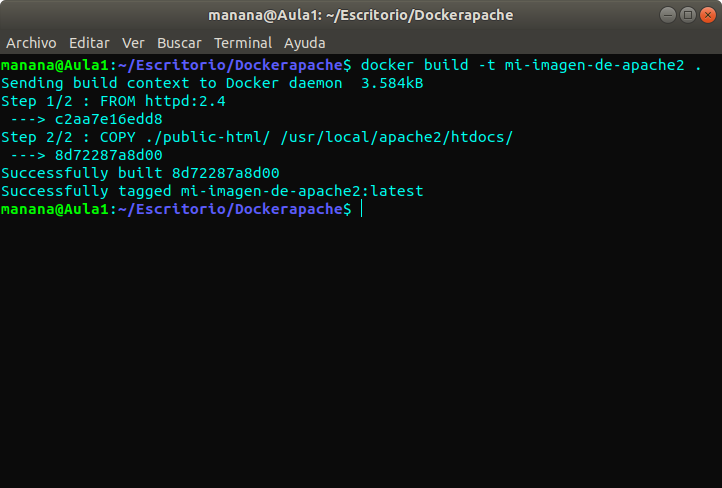 manana@Aula1: ~/Escritorio/Dockerapache
Archivo Editar Ver Buscar Terminal Ayuda
manana@Aula1:~/Escritorio/Dockerapache$ docker build -t mi-imagen-de-apache2 .
Sending build context to Docker daemon  3.584kB
Step 1/2 : FROM httpd:2.4
 ---> c2aa7e16edd8
Step 2/2 : COPY ./public-html/ /usr/local/apache2/htdocs/
 ---> 8d72287a8d00
Successfully built 8d72287a8d00
Successfully tagged mi-imagen-de-apache2:latest
manana@Aula1:~/Escritorio/Dockerapache$